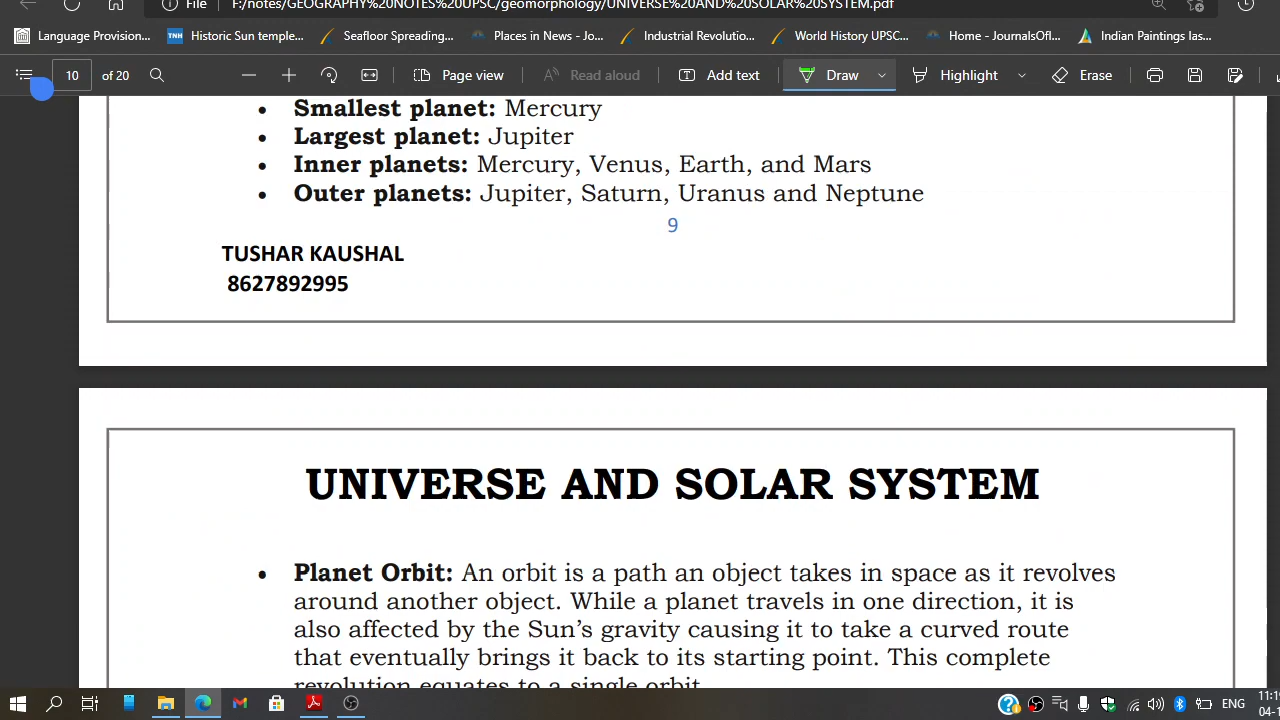 File F:/notes/GEOGRAPHY%20NOTES%20UPSC/geomorphology/UNIVERSE%20AND%20SOLAR%20SYSTEM.pdf
Language Provision... TNH Historic Sun temple... Seafloor Spreading... Places in News - Jo... Industrial Revolutio... World History UPSC... Home - JournalsOfI... Indian Paintings las...
10 of 20 Page view Read aloud Add text Draw Highlight Erase
• Smallest planet: Mercury
• Largest planet: Jupiter
• Inner planets: Mercury, Venus, Earth, and Mars
• Outer planets: Jupiter, Saturn, Uranus and Neptune
9
TUSHAR KAUSHAL
8627892995
UNIVERSE AND SOLAR SYSTEM
• Planet Orbit: An orbit is a path an object takes in space as it revolves
around another object. While a planet travels in one direction, it is
also affected by the Sun’s gravity causing it to take a curved route
that eventually brings it back to its starting point. This complete
revolution equates to a single orbit.
ENG